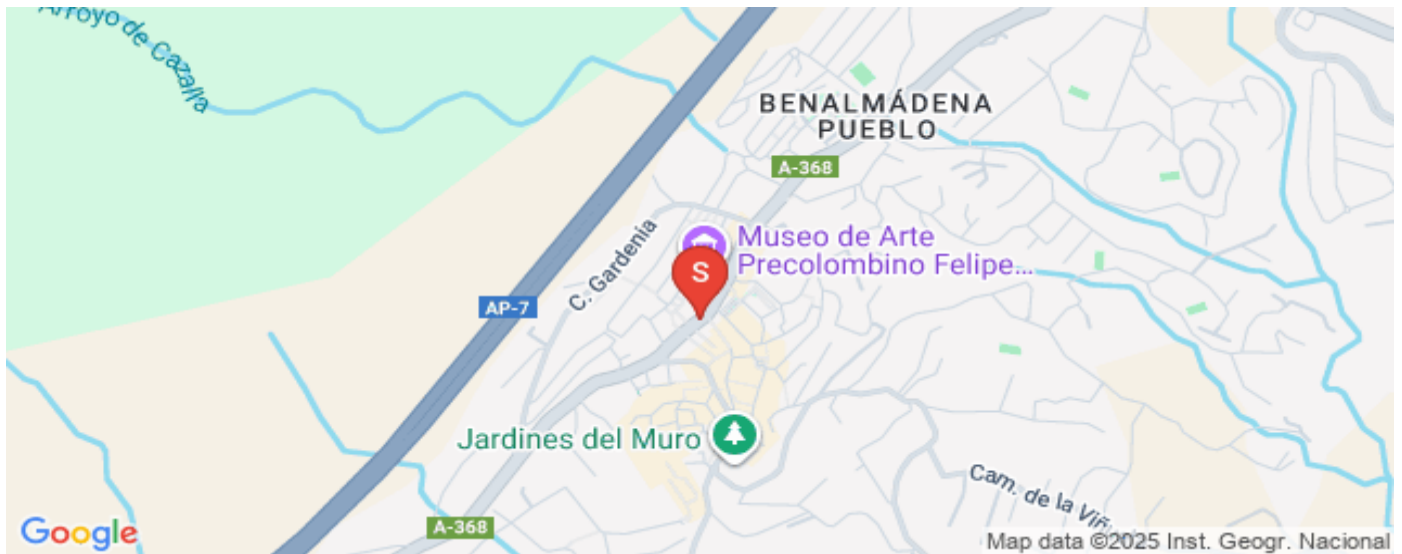 Arroyo de Cazalla
BENALMÁDENA
PUEBLO
A-368
C. Gardenia
Museo de Arte
Precolombino Felipe...
S
AP-7
Jardines del Muro
Cam. de la Viñ
A-368
Google
Map data ©2025 Inst. Geogr. Nacional